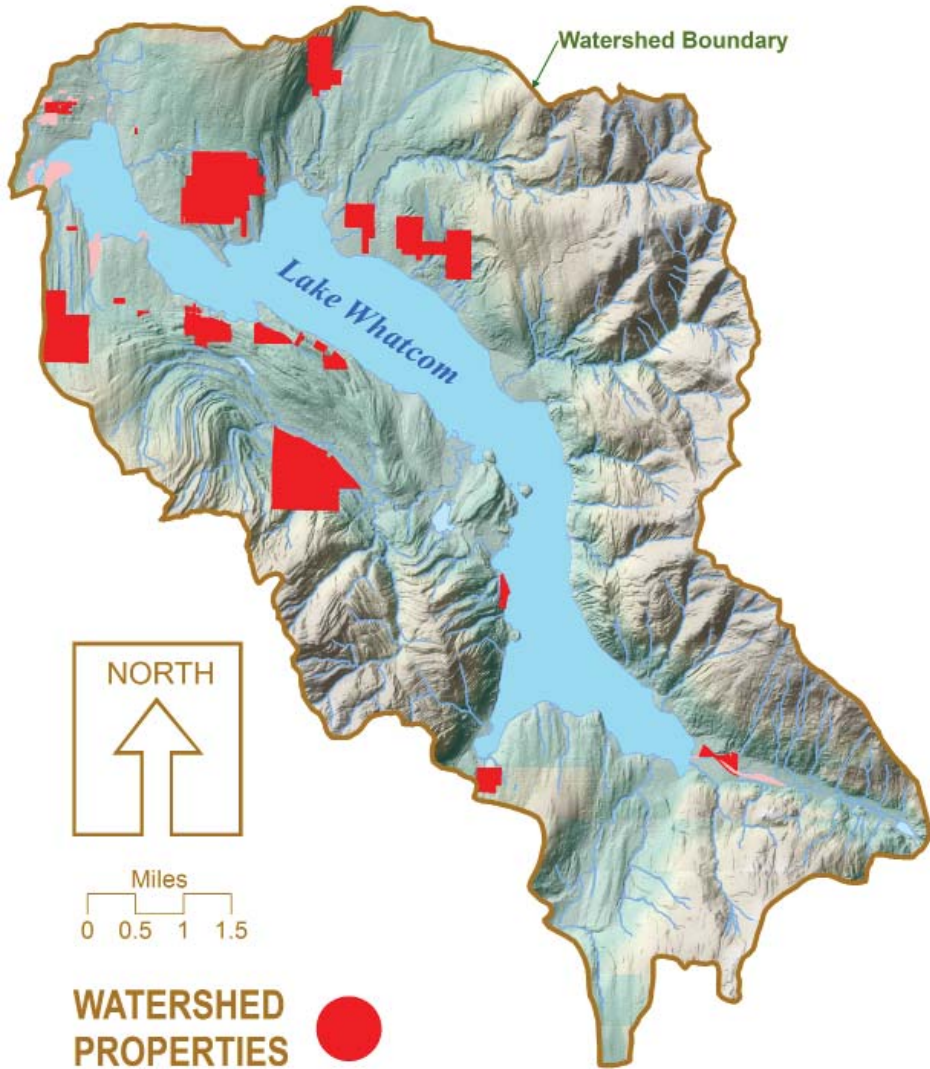 Watershed Boundary
Lake Whatcom
NORTH
Miles
0 0.5 1 1.5
WATERSHED
PROPERTIES